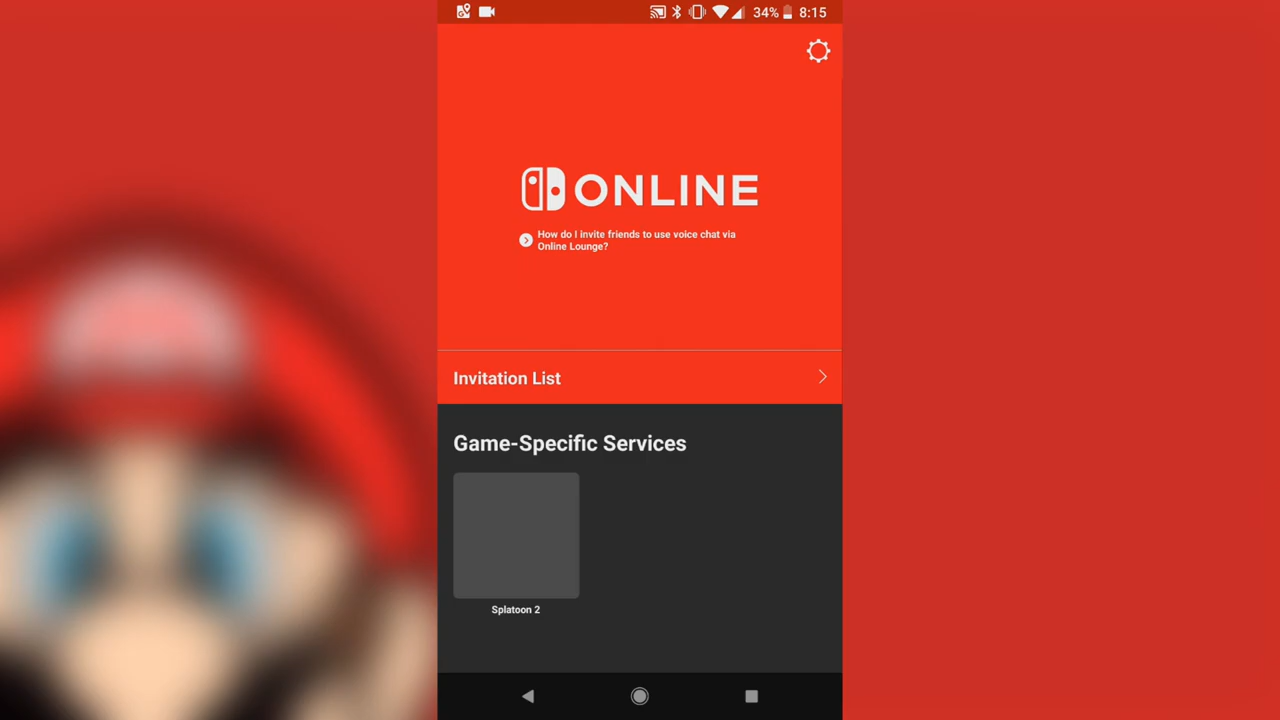 34% 8:15
ONLINE
How do I invite friends to use voice chat via
Online Lounge?
Invitation List
Game-Specific Services
Splatoon 2